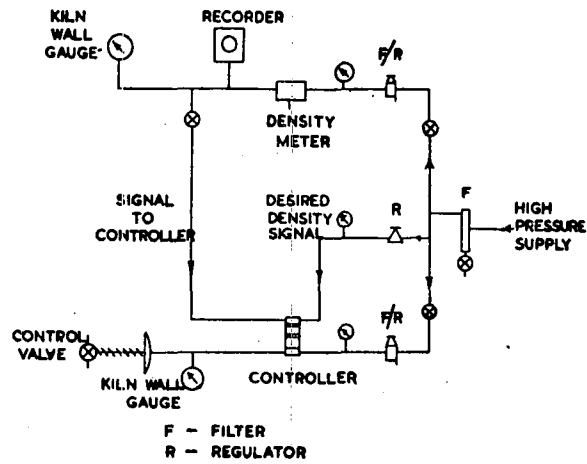 KILN
WALL
GAUGE
RECORDER
F/R
DENSITY
METER
SIGNAL
TO
CONTROLLER
DESIRED
DENSITY
SIGNAL
R
F
HIGH
PRESSURE
SUPPLY
F/R
CONTROL
VALVE
KILN WALL
GAUGE
CONTROLLER
F – FILTER
R – REGULATOR